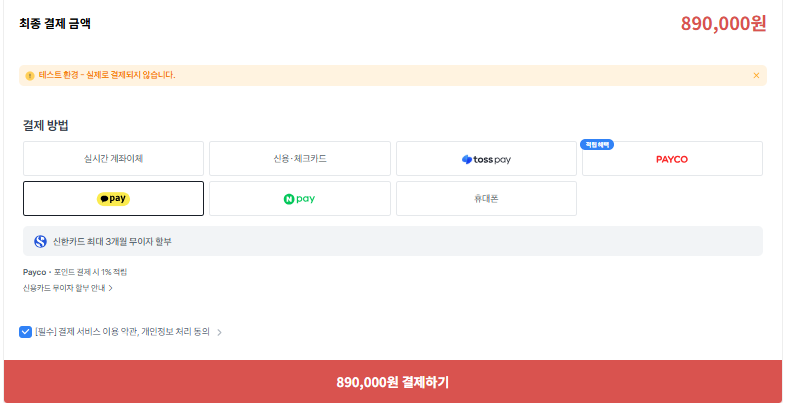 최종 결제 금액
890,000원
테스트 환경 - 실제로 결제되지 않습니다.
결제 방법
실시간 계좌이체
신용·체크카드
toss pay
적립 혜택
PAYCO
pay
N pay
휴대폰
신한카드 최대 3개월 무이자 할부
Payco • 포인트 결제 시 1% 적립
신용카드 무이자 할부 안내 >
[필수] 결제 서비스 이용 약관, 개인정보 처리 동의 >
890,000원 결제하기